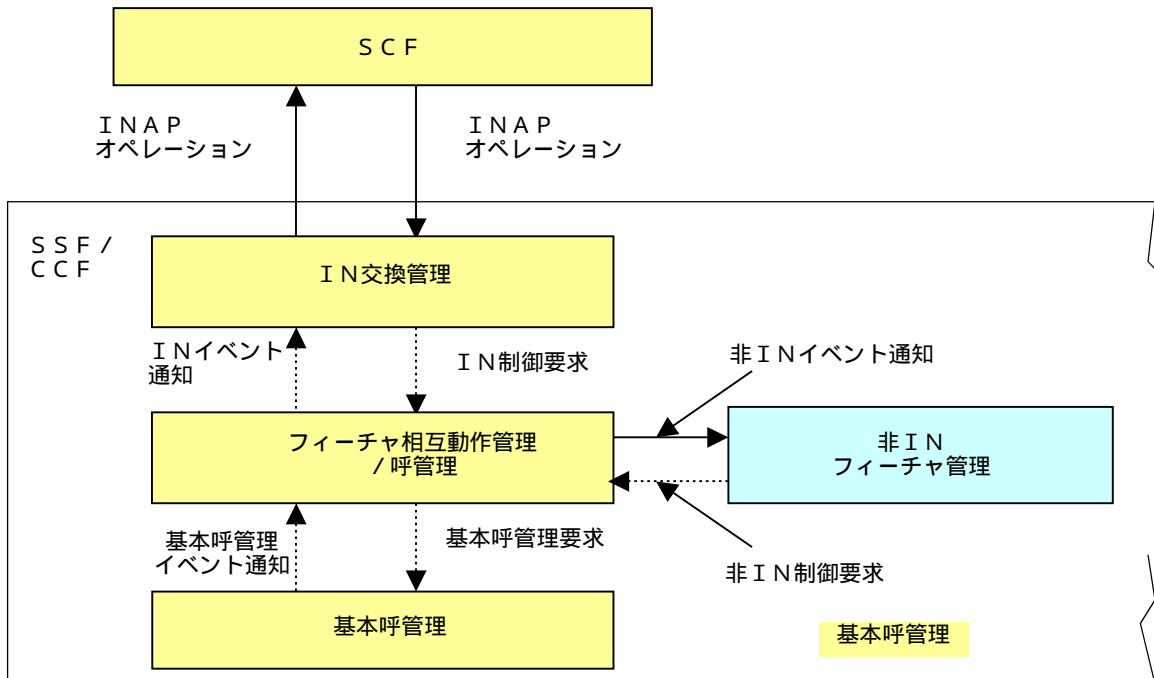 ＳＣＦ
ＩＮＡＰ
オペレーション
ＩＮＡＰ
オペレーション
ＳＳＦ／
ＣＣＦ
ＩＮ交換管理
ＩＮイベント
通知
ＩＮ制御要求
非ＩＮイベント通知
フィーチャ相互動作管理
／呼管理
非ＩＮ
フィーチャ管理
基本呼管理
イベント通知
基本呼管理要求
非ＩＮ制御要求
基本呼管理
基本呼管理